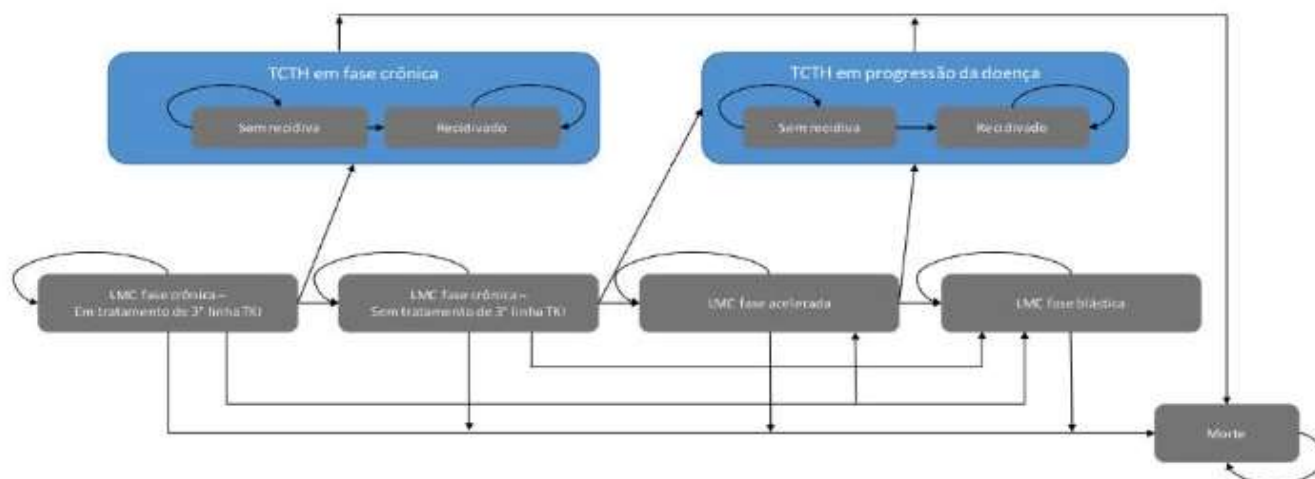 TCTH em fase crônica
TCTH em progressão da doença
Sem recidiva
Recidivado
Sem recidiva
Recidivado
LMC fase crônica –
Em tratamento de 3° linha TKI
LMC fase crônica –
Sem tratamento de 3° linha TKI
LMC fase acelerada
LMC fase blástica
Morte